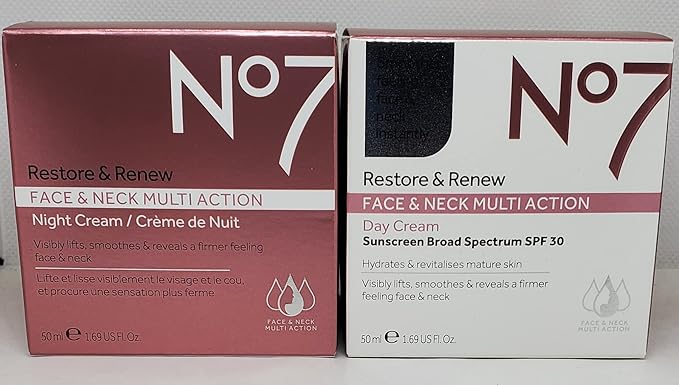 No7
Restore & Renew
FACE & NECK MULTI ACTION
Night Cream / Crème de Nuit
Visibly lifts, smoothes & reveals a firmer feeling
face & neck
Lifte et lisse visiblement le visage et le cou,
et procure une sensation plus ferme
FACE & NECK
MULTI ACTION
50 ml ℮ 1.69 US Fl. Oz.
face &
neck
instantly
No7
Restore & Renew
FACE & NECK MULTI ACTION
Day Cream
Sunscreen Broad Spectrum SPF 30
Hydrates & revitalises mature skin
Visibly lifts, smoothes & reveals a firmer
feeling face & neck
FACE & NECK
MULTI ACTION
50 ml ℮ 1.69 US Fl. Oz.